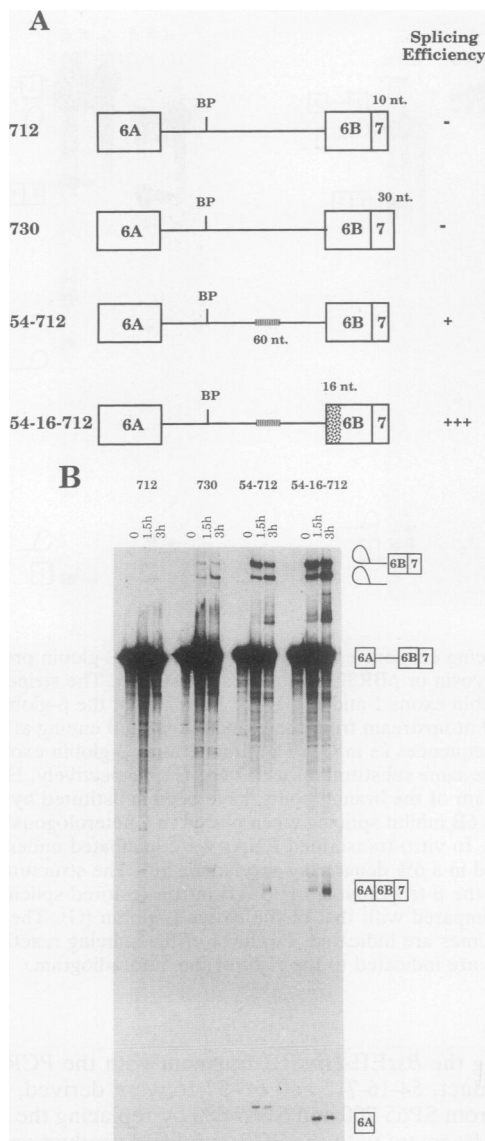 A
Splicing
Efficiency
712
6A
BP
10 nt.
6B
7
-
730
6A
BP
30 nt.
6B
7
-
54-712
6A
BP
60 nt.
6B
7
+
54-16-712
6A
BP
16 nt.
6B
7
+++
B
712
730
54-712
54-16-712
0
1.5h
3h
0
1.5h
3h
0
1.5h
3h
0
1.5h
3h
6B
7
6A
6B
7
6A
6B
7
6A